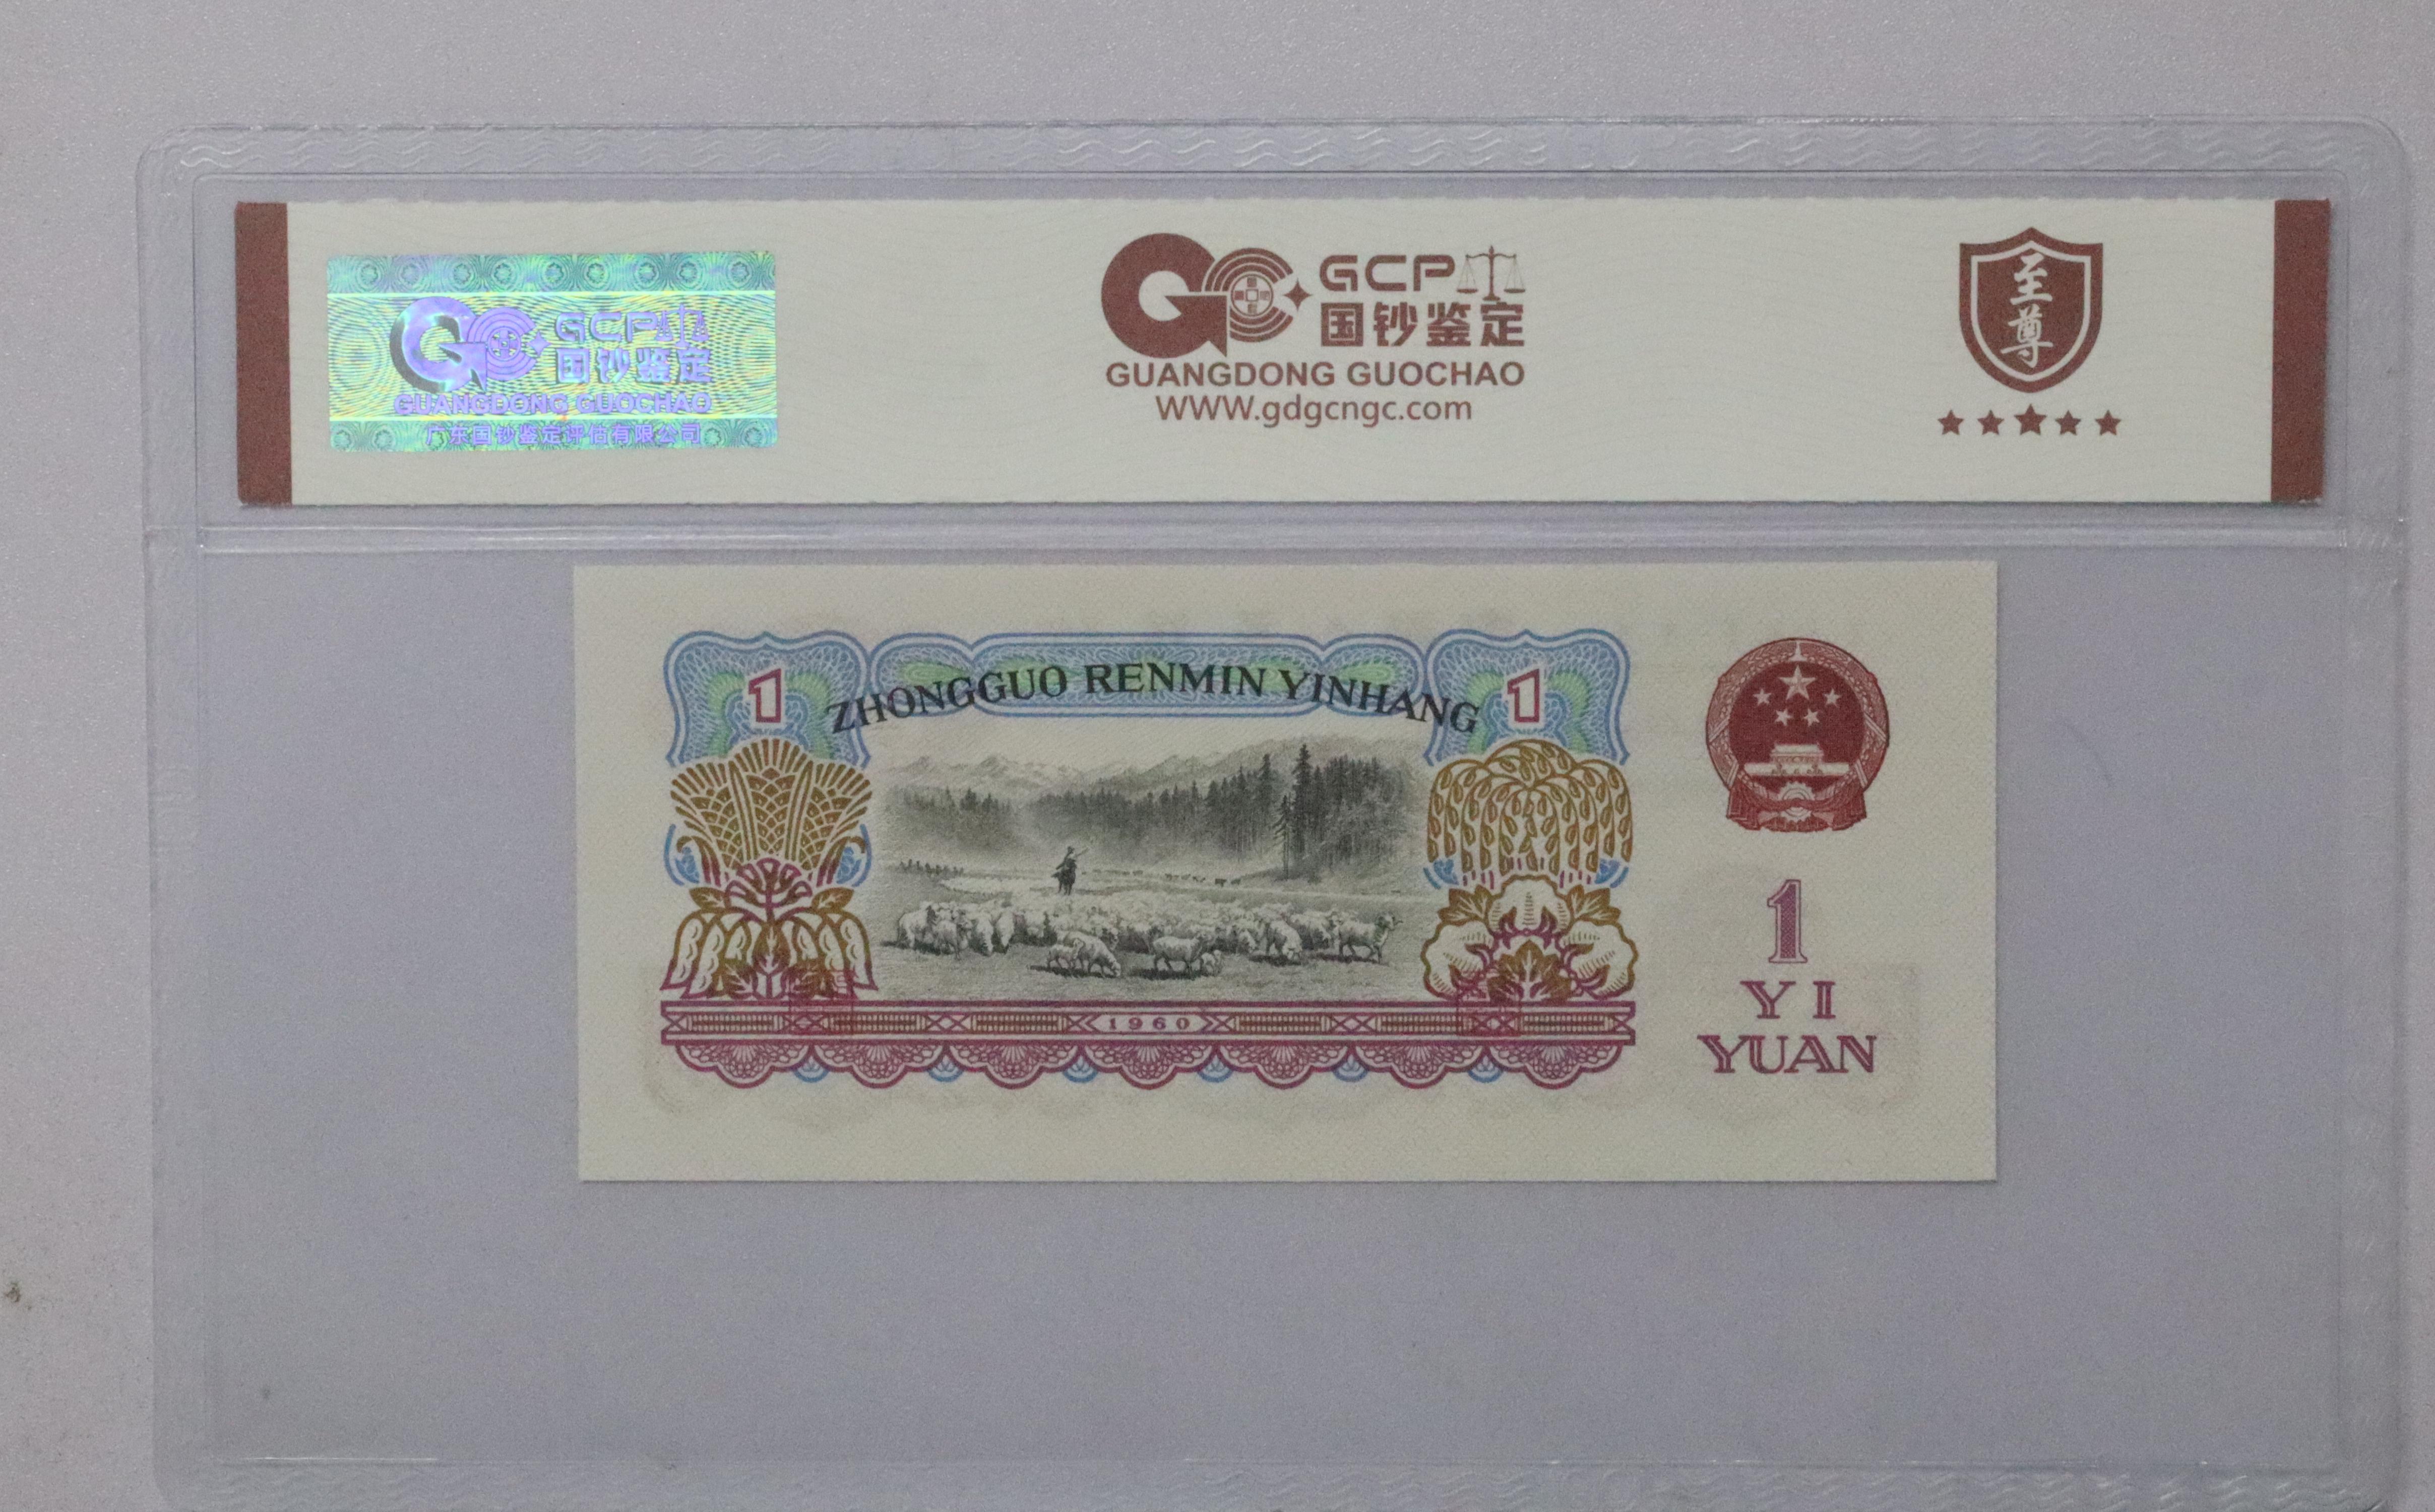 GCP
国钞鉴定
GUANGDONG GUOCHAO
广东国钞鉴定评估有限公司
GCP
国钞鉴定
GUANGDONG GUOCHAO
WWW.gdgcngc.com
至尊
1
ZHONGGUO RENMIN YINHANG
1
1960
1
YI
YUAN